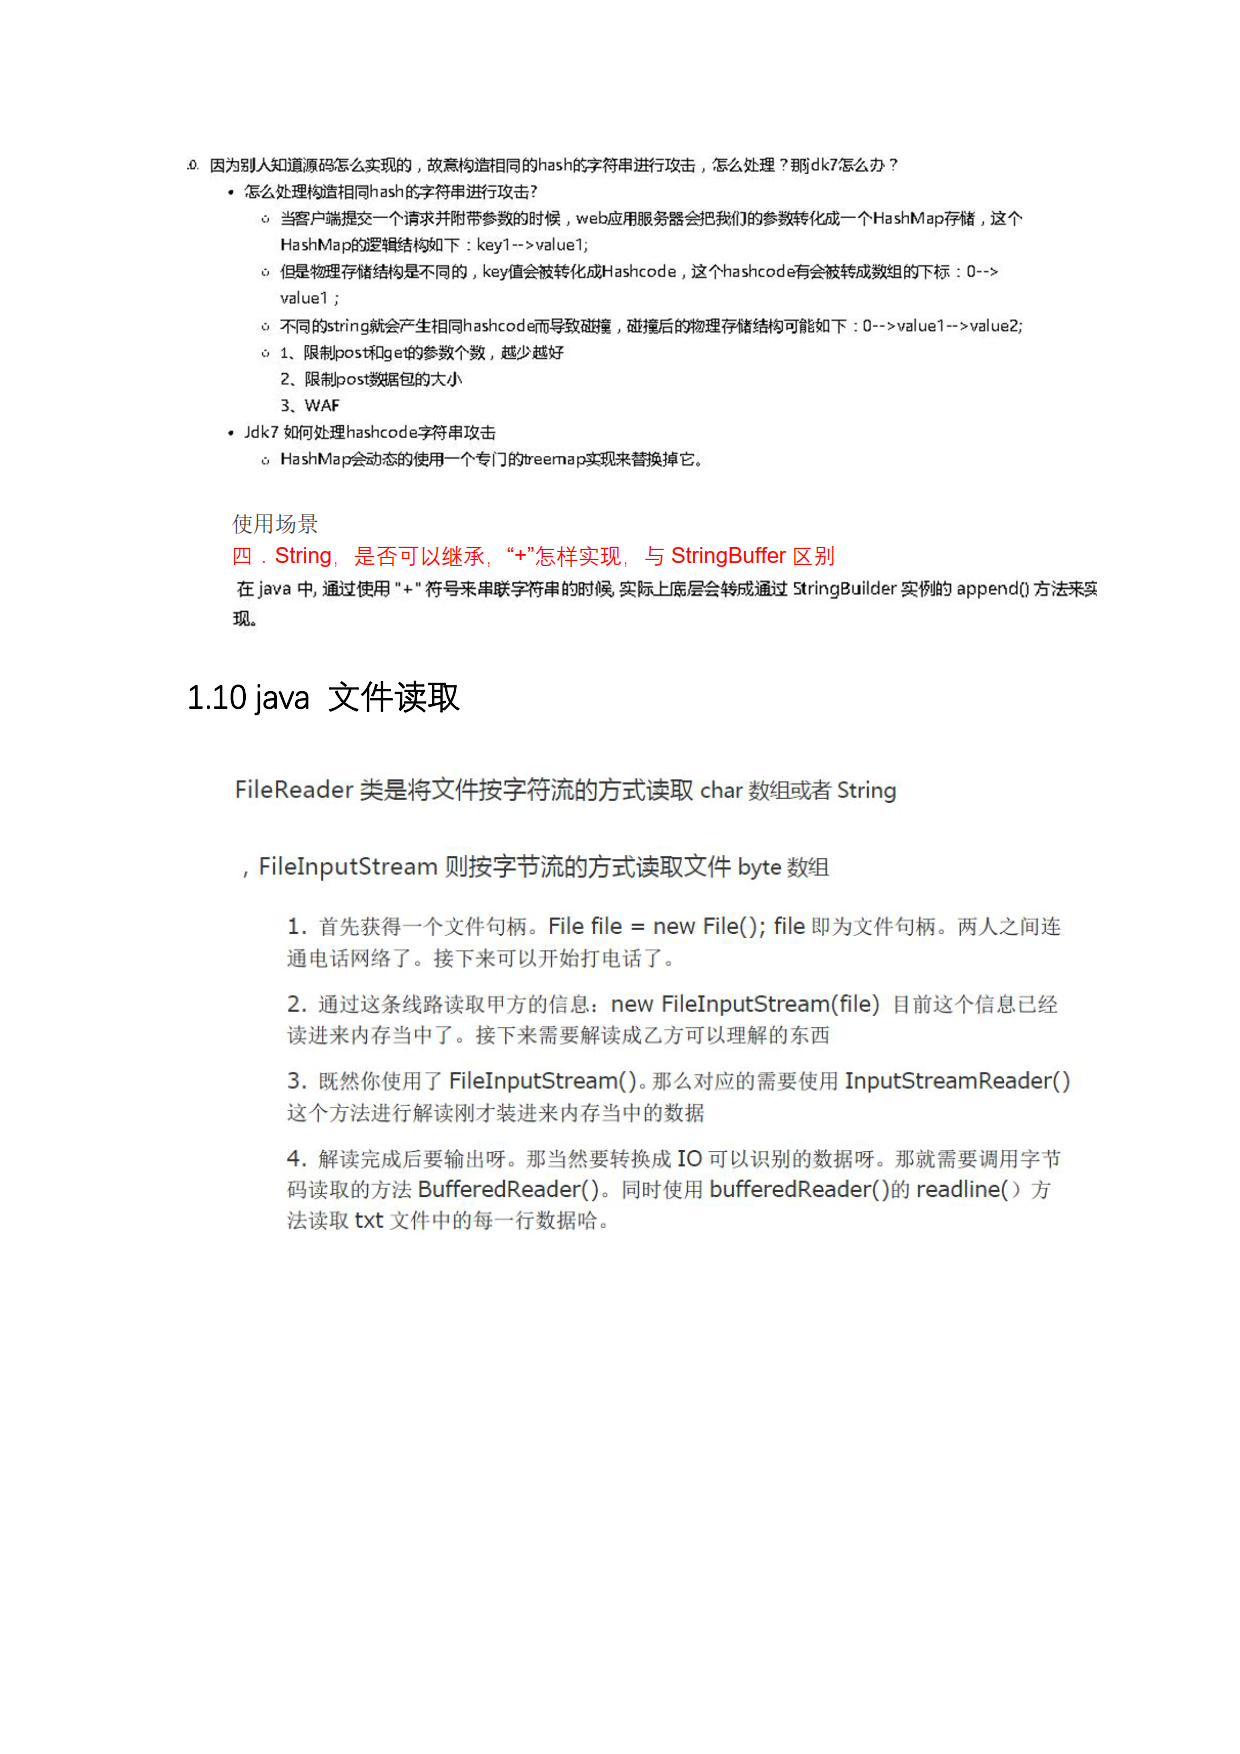 .0. 因为别人知道源码怎么实现的，故意构造相同的hash的字符串进行攻击，怎么处理？那jdk7怎么办？
• 怎么处理构造相同hash的字符串进行攻击?
○ 当客户端提交一个请求并附带参数的时候，web应用服务器会把我们的参数转化成一个HashMap存储，这个
HashMap的逻辑结构如下：key1-->value1;
○ 但是物理存储结构是不同的，key值会被转化成Hashcode，这个hashcode有会被转成数组的下标：0-->
value1；
○ 不同的string就会产生相同hashcode而导致碰撞，碰撞后的物理存储结构可能如下：0-->value1-->value2;
○ 1、限制post和get的参数个数，越少越好
2、限制post数据包的大小
3、WAF
• Jdk7 如何处理hashcode字符串攻击
○ HashMap会动态的使用一个专门的treemap实现来替换掉它。
使用场景
四．String，是否可以继承，“+”怎样实现，与 StringBuffer 区别
在 java 中, 通过使用 "+" 符号来串联字符串的时候, 实际上底层会转成通过 StringBuilder 实例的 append() 方法来实
现。
1.10 java 文件读取
FileReader 类是将文件按字符流的方式读取 char 数组或者 String
，FileInputStream 则按字节流的方式读取文件 byte 数组
1. 首先获得一个文件句柄。File file = new File(); file 即为文件句柄。两人之间连
通电话网络了。接下来可以开始打电话了。
2. 通过这条线路读取甲方的信息：new FileInputStream(file) 目前这个信息已经
读进来内存当中了。接下来需要解读成乙方可以理解的东西
3. 既然你使用了 FileInputStream()。那么对应的需要使用 InputStreamReader()
这个方法进行解读刚才装进来内存当中的数据
4. 解读完成后要输出呀。那当然要转换成 IO 可以识别的数据呀。那就需要调用字节
码读取的方法 BufferedReader()。同时使用 bufferedReader()的 readline(）方
法读取 txt 文件中的每一行数据哈。